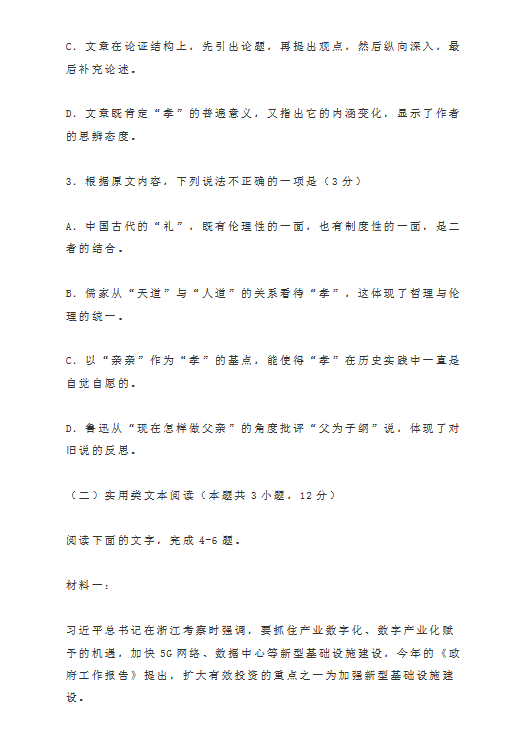 C. 文章在论证结构上，先引出论题，再提出观点，然后纵向深入，最
后补充论述。
D. 文章既肯定“孝”的普遍意义，又指出它的内涵变化，显示了作者
的思辨态度。
3. 根据原文内容，下列说法不正确的一项是（3分）
A. 中国古代的“礼”，既有伦理性的一面，也有制度性的一面，是二
者的结合。
B. 儒家从“天道”与“人道”的关系看待“孝”，这体现了哲理与伦
理的统一。
C. 以“亲亲”作为“孝”的基点，能使得“孝”在历史实践中一直是
自觉自愿的。
D. 鲁迅从“现在怎样做父亲”的角度批评“父为子纲”说，体现了对
旧说的反思。
（二）实用类文本阅读（本题共3小题，12分）
阅读下面的文字，完成4-6题。
材料一：
习近平总书记在浙江考察时强调，要抓住产业数字化、数字产业化赋
予的机遇，加快5G网络、数据中心等新型基础设施建设，今年的《政
府工作报告》提出，扩大有效投资的重点之一为加强新型基础设施建
设。